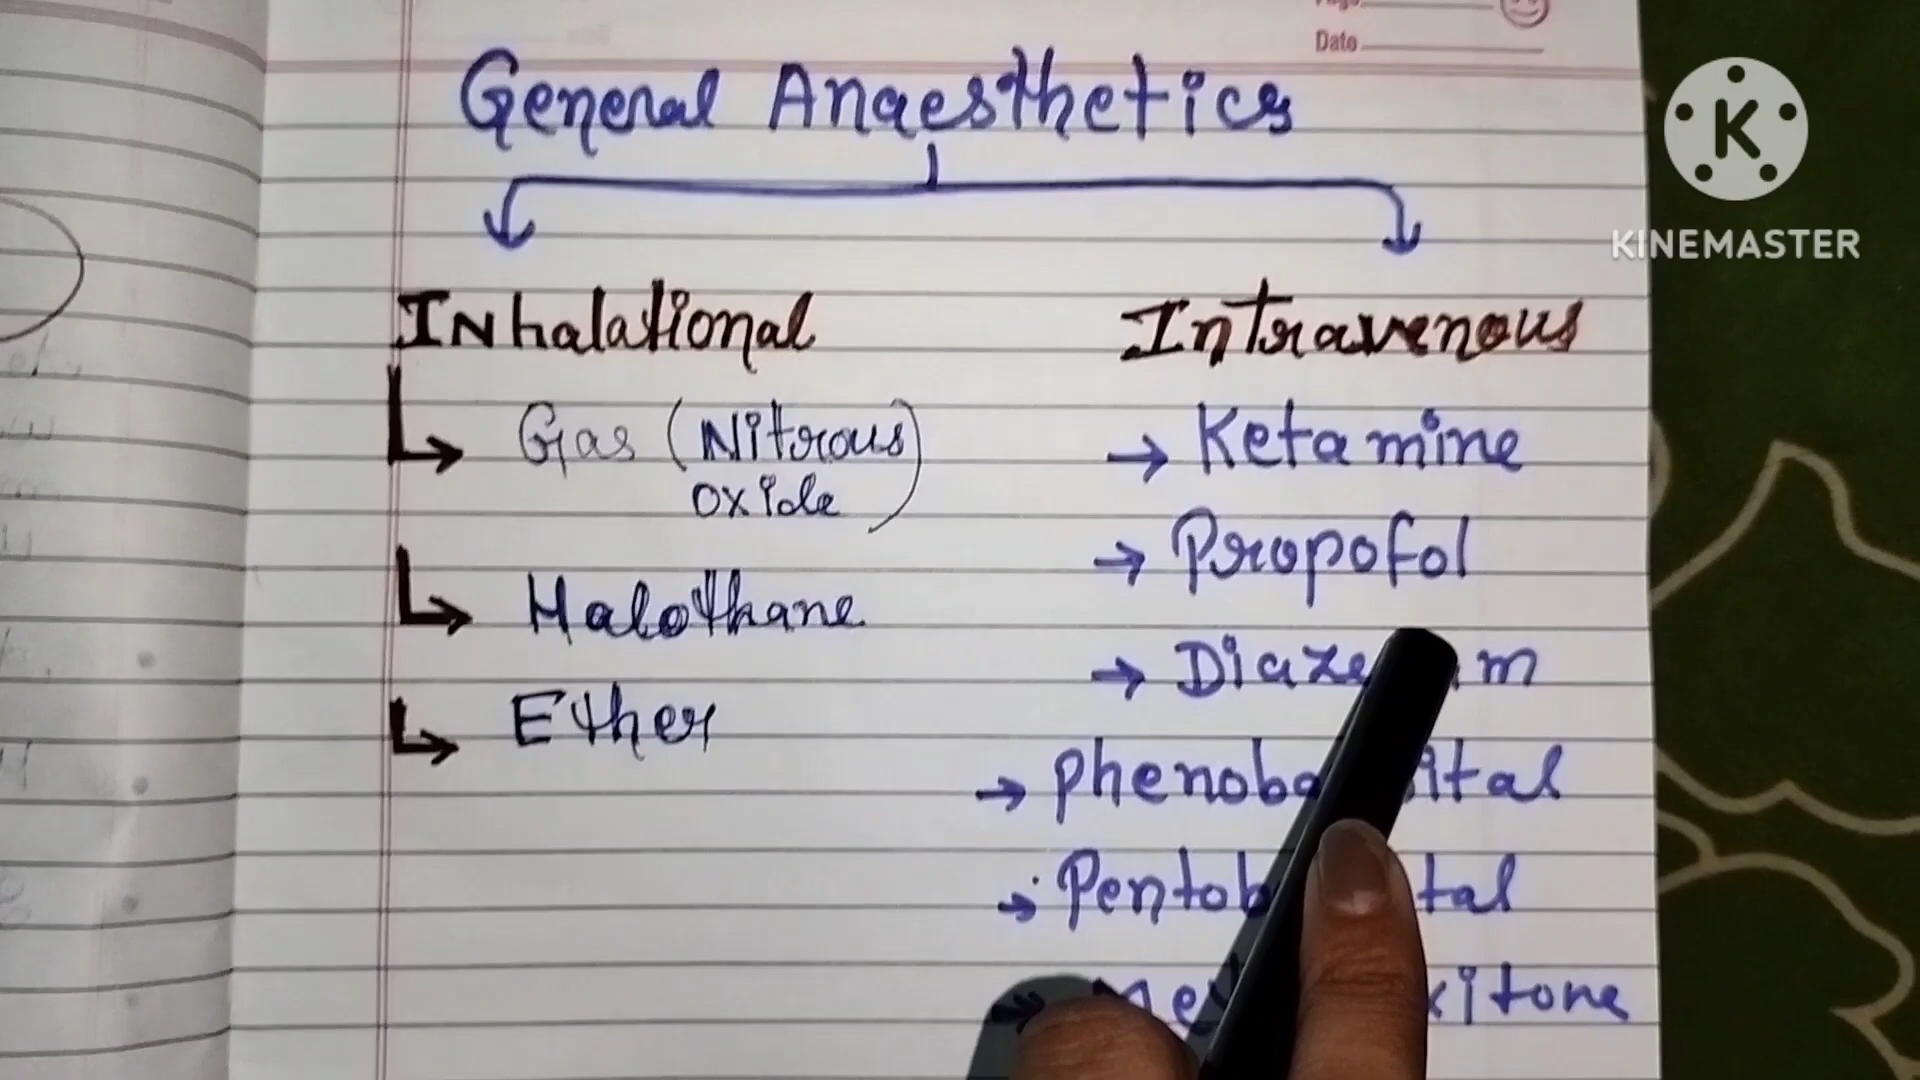 Date
General Anaesthetics
Inhalational
Gas (Nitrous oxide)
Halothane
Ether
Intravenous
→ Ketamine
→ Propofol
→
→
→
K
KINEMASTER